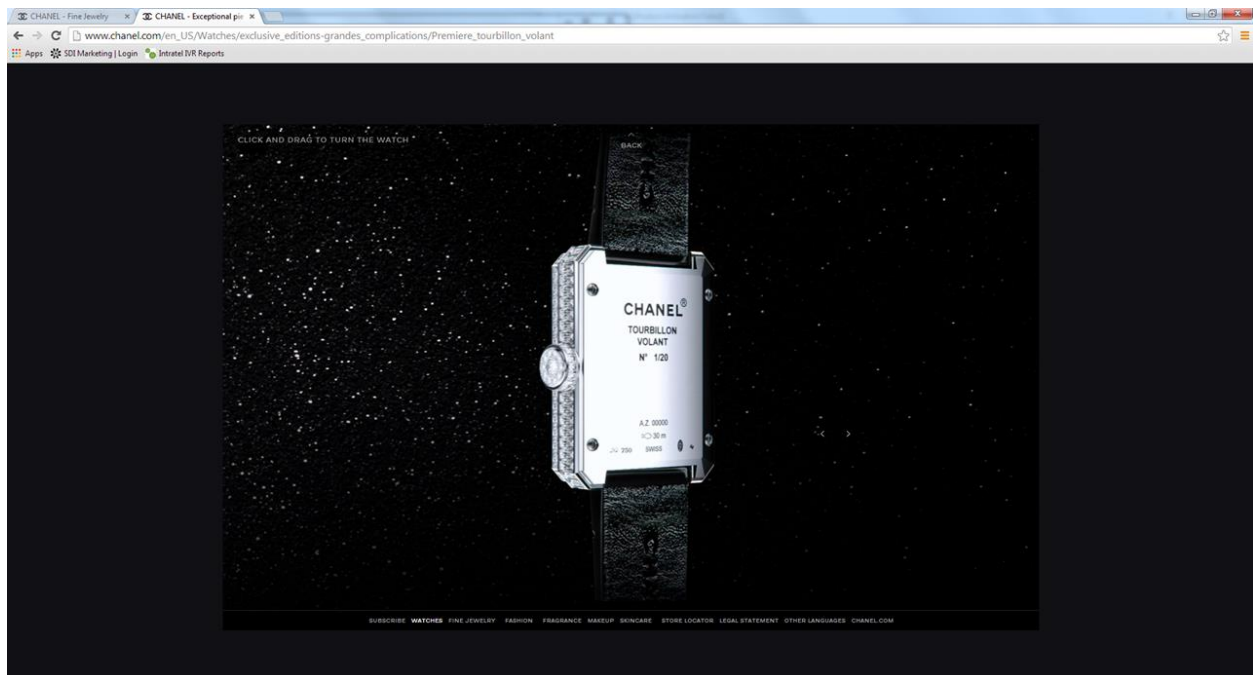 CHANEL - Fine Jewelry
CHANEL - Exceptional pie
www.chanel.com/en_US/Watches/exclusive_editions-grandes_complications/Premiere_tourbillon_volant
Apps SDI Marketing | Login Intratel IVR Reports
CLICK AND DRAG TO TURN THE WATCH
BACK
CHANEL®
TOURBILLON
VOLANT
N° 1/20
A.Z. 00000
30 m
750 SWISS
SUBSCRIBE WATCHES FINE JEWELRY FASHION FRAGRANCE MAKEUP SKINCARE STORE LOCATOR LEGAL STATEMENT OTHER LANGUAGES CHANEL.COM